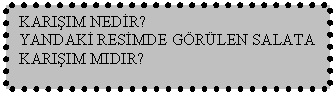 KARIŞIM NEDİR?
YANDAKİ RESİMDE GÖRÜLEN SALATA
KARIŞIM MIDIR?